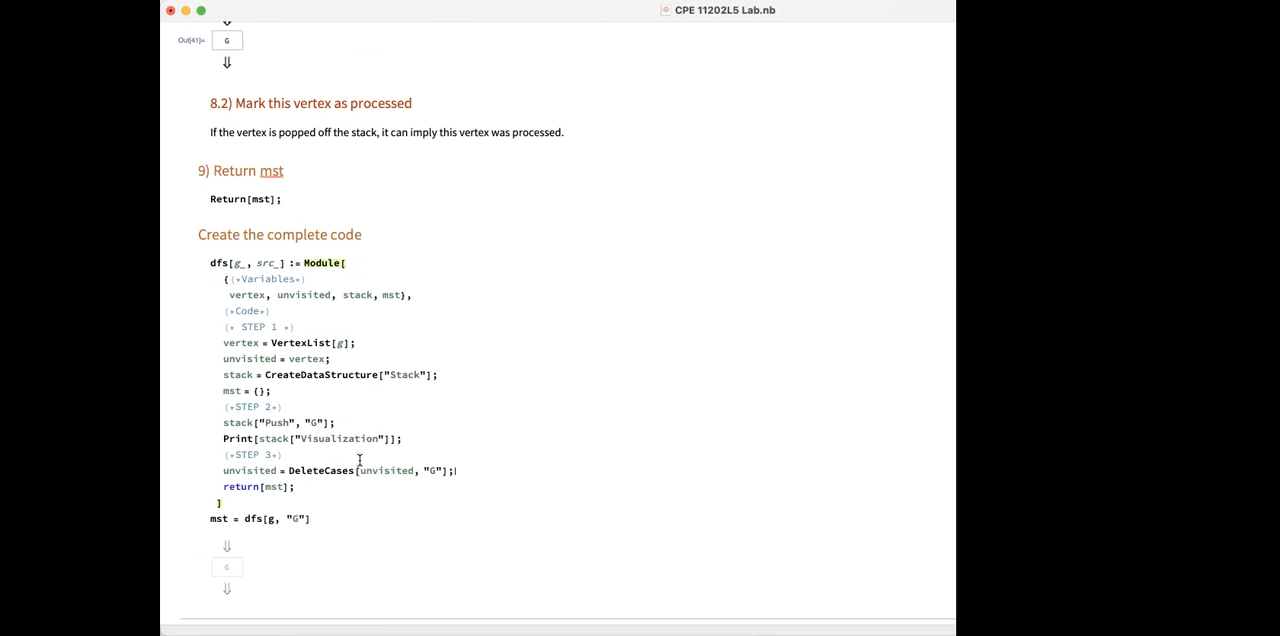 CPE 11202L5 Lab.nb
Out[41]=
G
⇓
8.2) Mark this vertex as processed
If the vertex is popped off the stack, it can imply this vertex was processed.
9) Return mst
Return[mst];
Create the complete code
dfs[g_, src_] := Module[
{(*Variables*)
vertex, unvisited, stack, mst},
(*Code*)
(* STEP 1 *)
vertex = VertexList[g];
unvisited = vertex;
stack = CreateDataStructure["Stack"];
mst = {};
(*STEP 2*)
stack["Push", "G"];
Print[stack["Visualization"]];
(*STEP 3*)
unvisited = DeleteCases[unvisited, "G"];
return[mst];
]
mst = dfs[g, "G"]
⇓
G
⇓